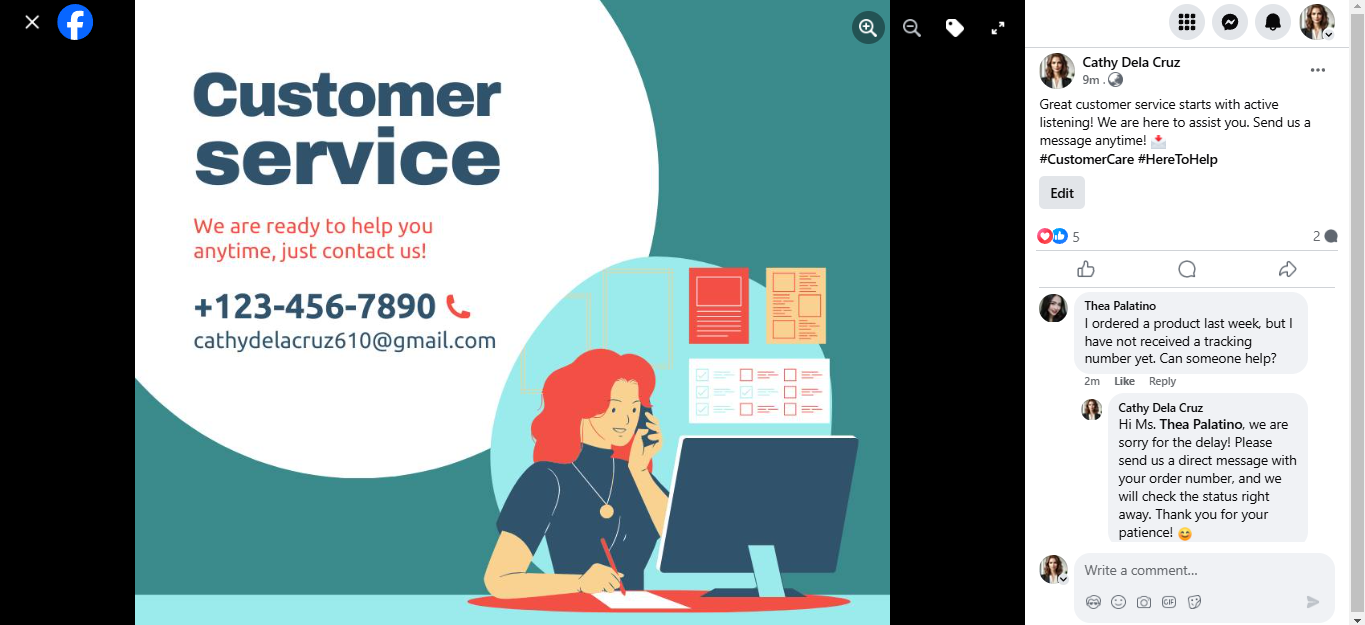 Customer
service
We are ready to help you
anytime, just contact us!
+123-456-7890
cathydelacruz610@gmail.com
Cathy Dela Cruz
9m .
Great customer service starts with active
listening! We are here to assist you. Send us a
message anytime! 📩
#CustomerCare #HereToHelp
Edit
5
2
Thea Palatino
I ordered a product last week, but I
have not received a tracking
number yet. Can someone help?
2m Like Reply
Cathy Dela Cruz
Hi Ms. Thea Palatino, we are
sorry for the delay! Please
send us a direct message with
your order number, and we
will check the status right
away. Thank you for your
patience! 😊
Write a comment...
GIF